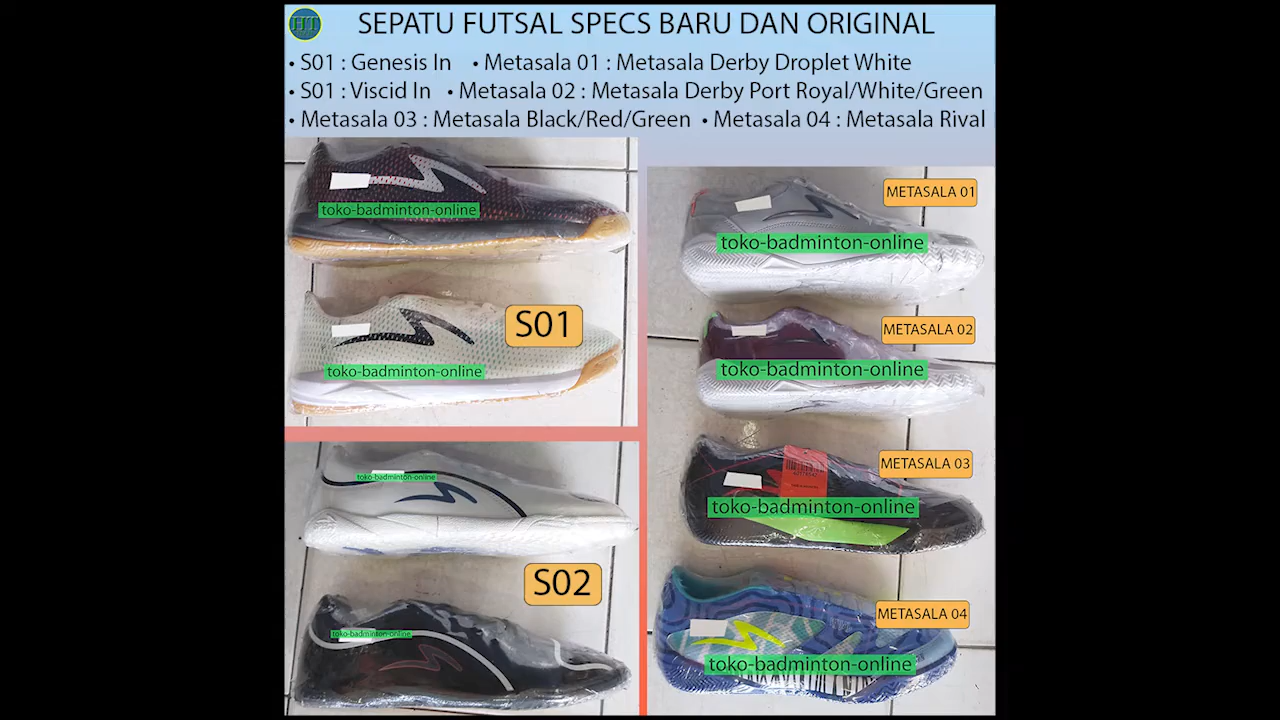 HT
SEPATU FUTSAL SPECS BARU DAN ORIGINAL
• S01 : Genesis In • Metasala 01 : Metasala Derby Droplet White
• S01 : Viscid In • Metasala 02 : Metasala Derby Port Royal/White/Green
• Metasala 03 : Metasala Black/Red/Green • Metasala 04 : Metasala Rival
toko-badminton-online
S01
toko-badminton-online
toko-badminton-online
S02
toko-badminton-online
METASALA 01
toko-badminton-online
METASALA 02
toko-badminton-online
METASALA 03
toko-badminton-online
METASALA 04
toko-badminton-online